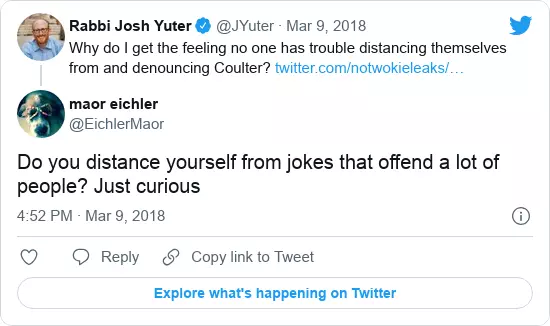 Rabbi Josh Yuter @JYuter · Mar 9, 2018
Why do I get the feeling no one has trouble distancing themselves
from and denouncing Coulter? twitter.com/notwokieleaks/…
maor eichler
@EichlerMaor
Do you distance yourself from jokes that offend a lot of
people? Just curious
4:52 PM · Mar 9, 2018
Reply Copy link to Tweet
Explore what's happening on Twitter